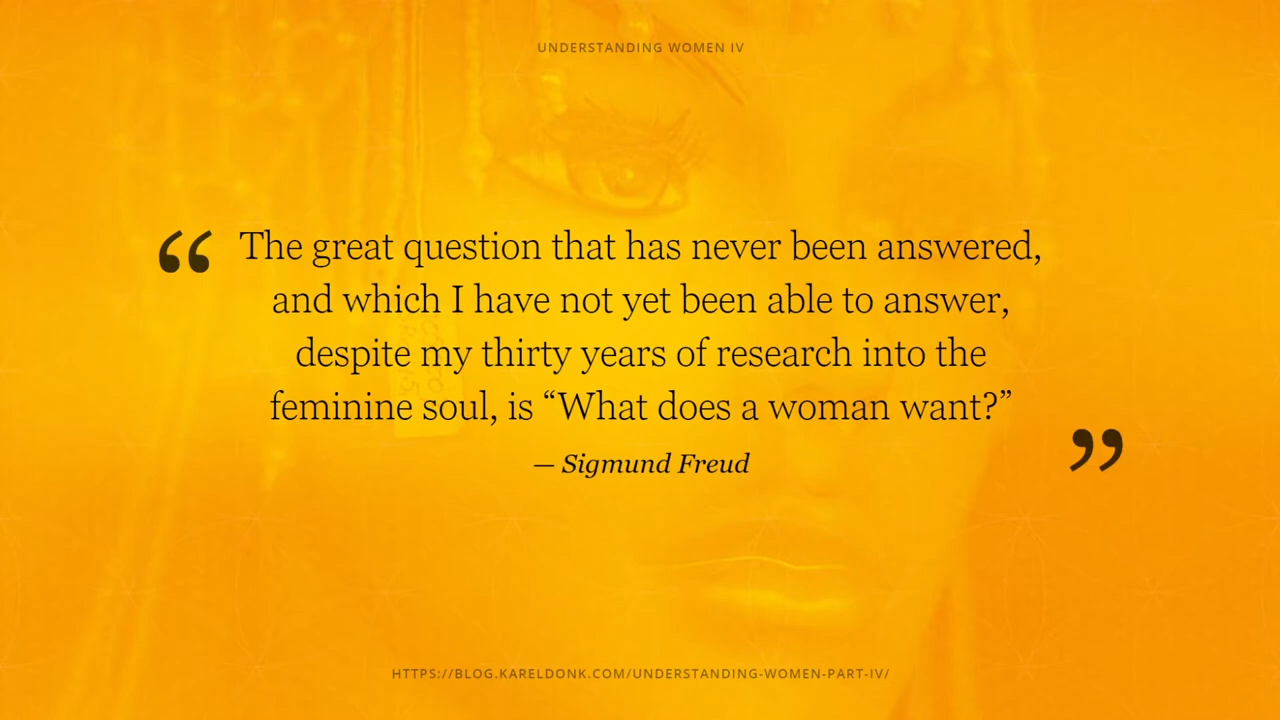 UNDERSTANDING WOMEN IV
“ The great question that has never been answered,
and which I have not yet been able to answer,
despite my thirty years of research into the
feminine soul, is “What does a woman want?”
”
— Sigmund Freud
HTTPS://BLOG.KARELDONK.COM/UNDERSTANDING-WOMEN-PART-IV/